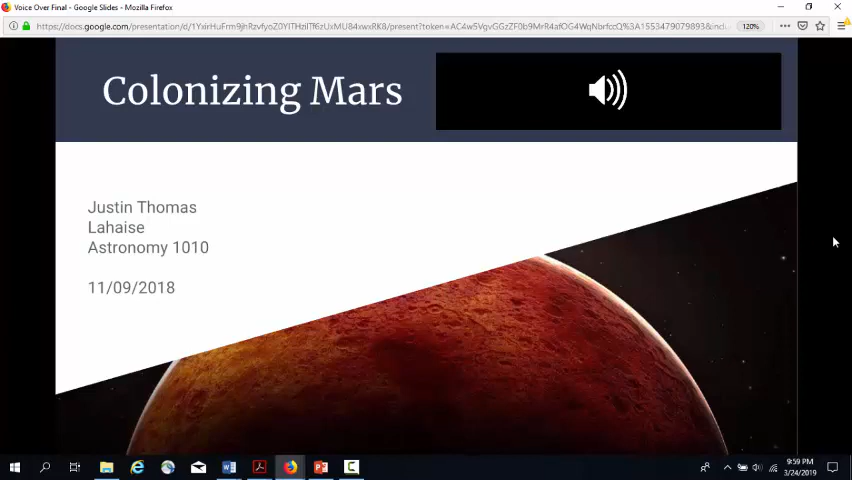 Voice Over Final - Google Slides - Mozilla Firefox
120%
Colonizing Mars
Justin Thomas
Lahaise
Astronomy 1010
11/09/2018
9:59 PM
3/24/2019